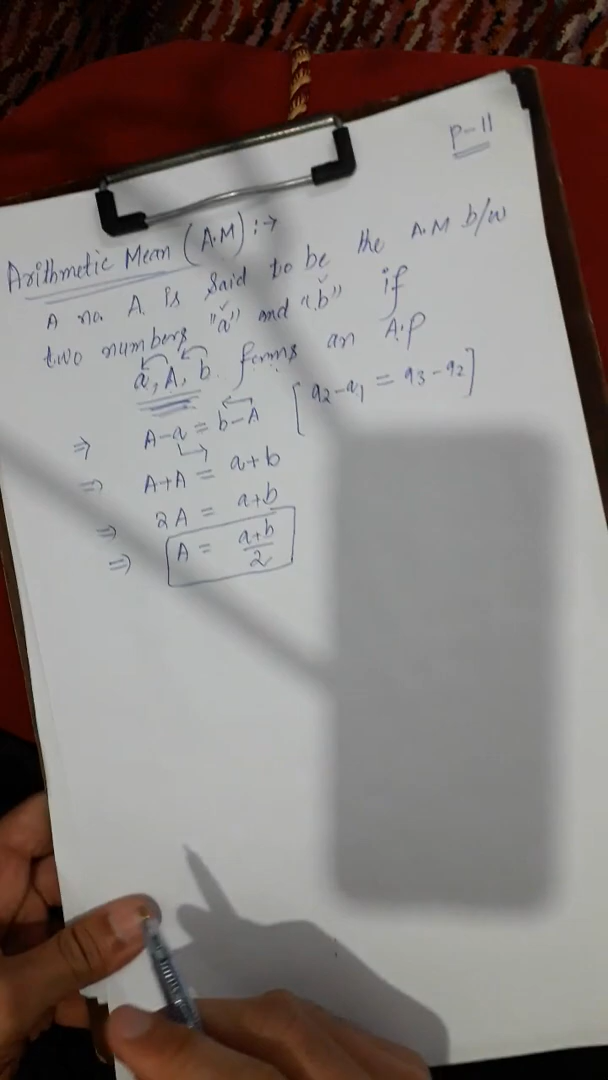 P-11
Arithmetic Mean (A.M) :→
A no. A is said to be the A.M b/w
two numbers "a" and "b" if
a, A, b forms an A.P
⇒ A-a = b-A [a2-a1 = a3-a2]
⇒ A+A = a+b
⇒ 2A = a+b
⇒ A = a+b/2